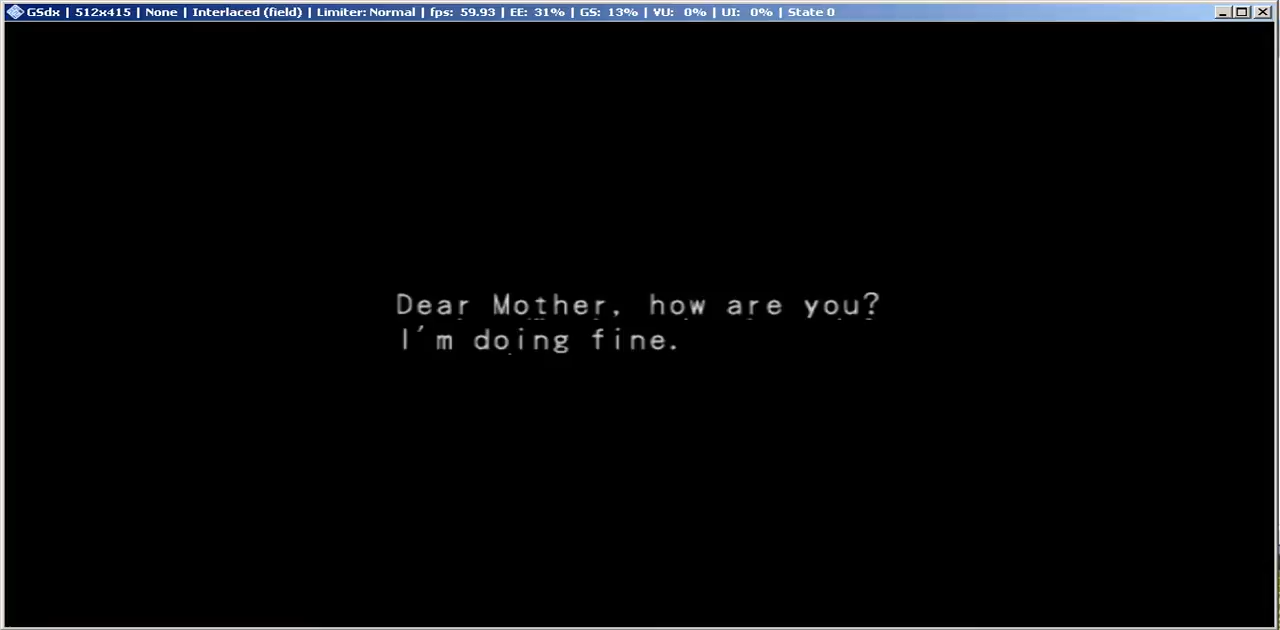 GSdx | 512x415 | None | Interlaced (field) | Limiter: Normal | fps: 59.93 | EE: 31% | GS: 13% | VU: 0% | UI: 0% | State 0
Dear Mother, how are you?
I'm doing fine.